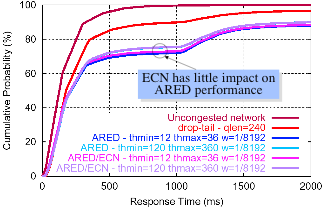 100
80
60
40
20
0
Cumulative Probability (%)
ECN has little impact on
ARED performance
Uncongested network
drop-tail - qlen=240
ARED - thmin=12 thmax=36 w=1/8192
ARED - thmin=120 thmax=360 w=1/8192
ARED/ECN - thmin=12 thmax=36 w=1/8192
ARED/ECN - thmin=120 thmax=360 w=1/8192
0 500 1000 1500 2000
Response Time (ms)